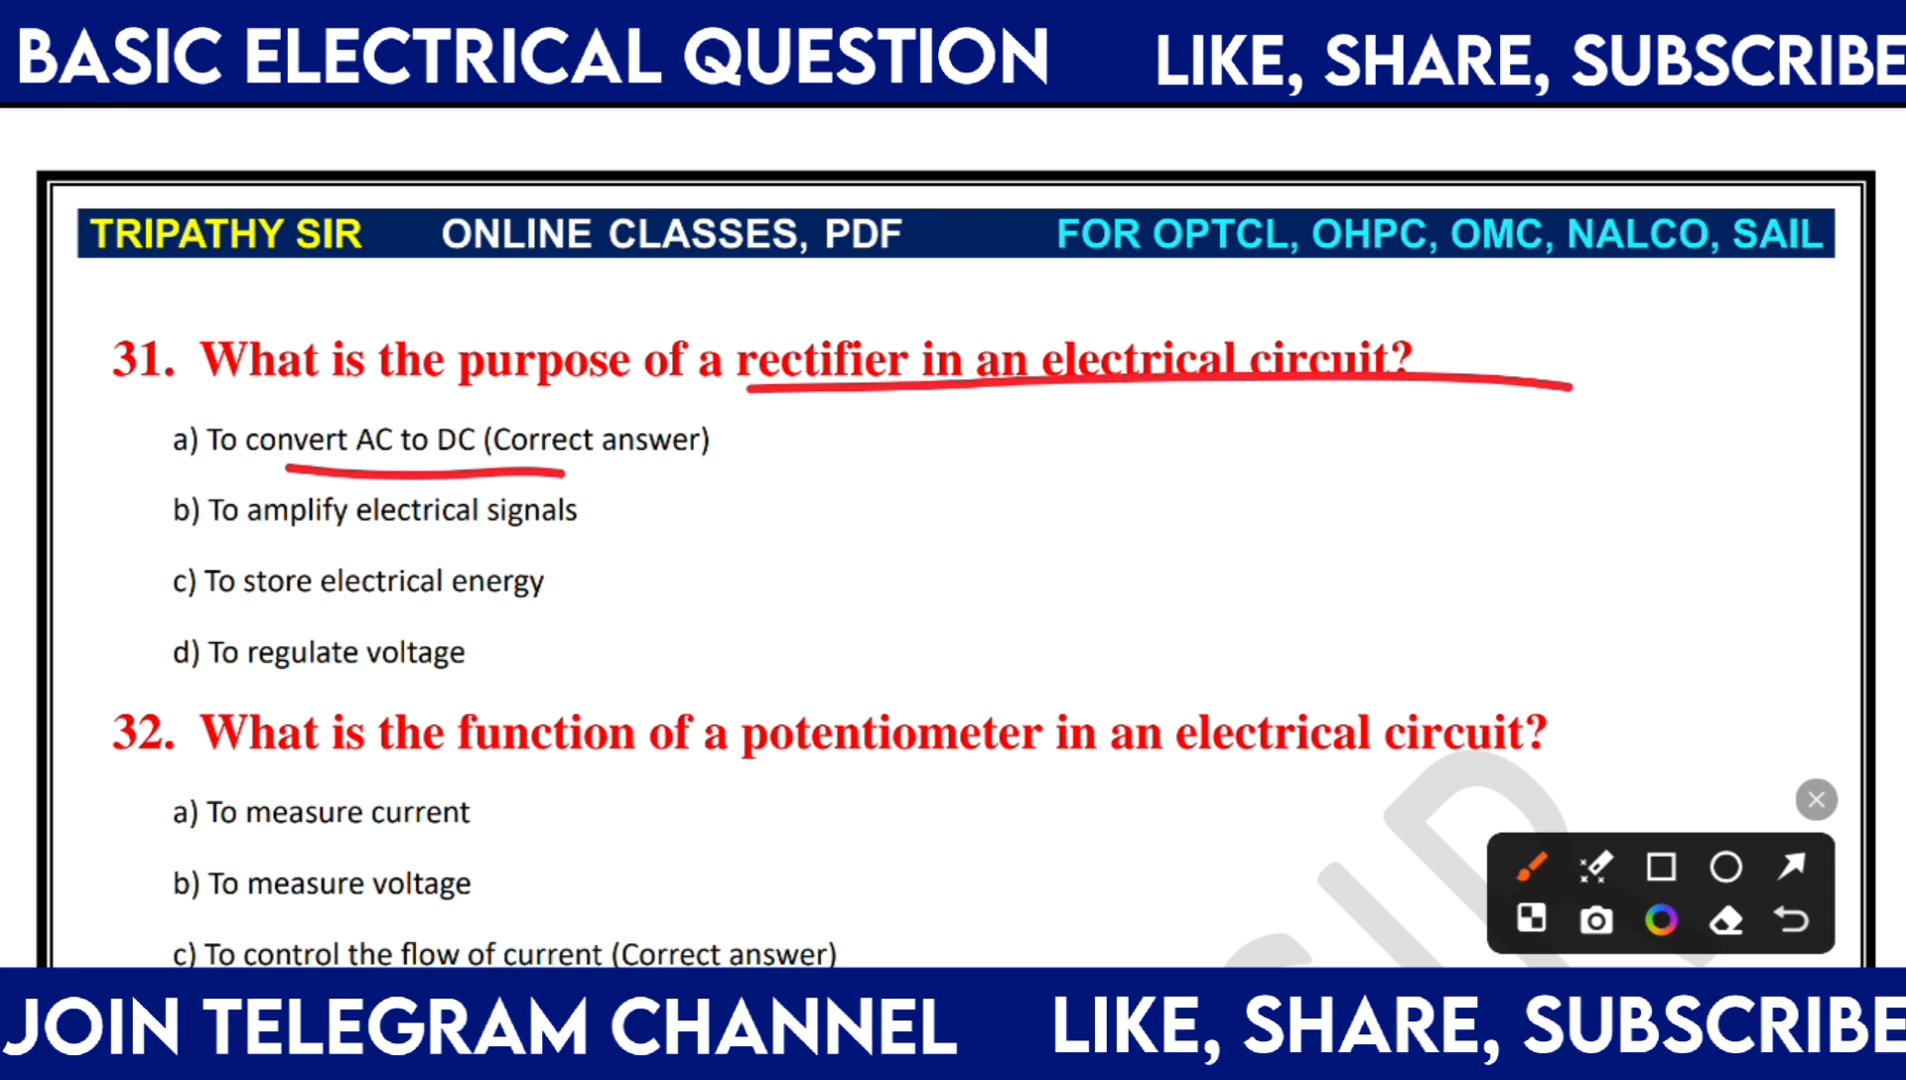 BASIC ELECTRICAL QUESTION LIKE, SHARE, SUBSCRIBE
TRIPATHY SIR ONLINE CLASSES, PDF FOR OPTCL, OHPC, OMC, NALCO, SAIL
31. What is the purpose of a rectifier in an electrical circuit?
a) To convert AC to DC (Correct answer)
b) To amplify electrical signals
c) To store electrical energy
d) To regulate voltage
32. What is the function of a potentiometer in an electrical circuit?
a) To measure current
b) To measure voltage
c) To control the flow of current (Correct answer)
JOIN TELEGRAM CHANNEL LIKE, SHARE, SUBSCRIBE